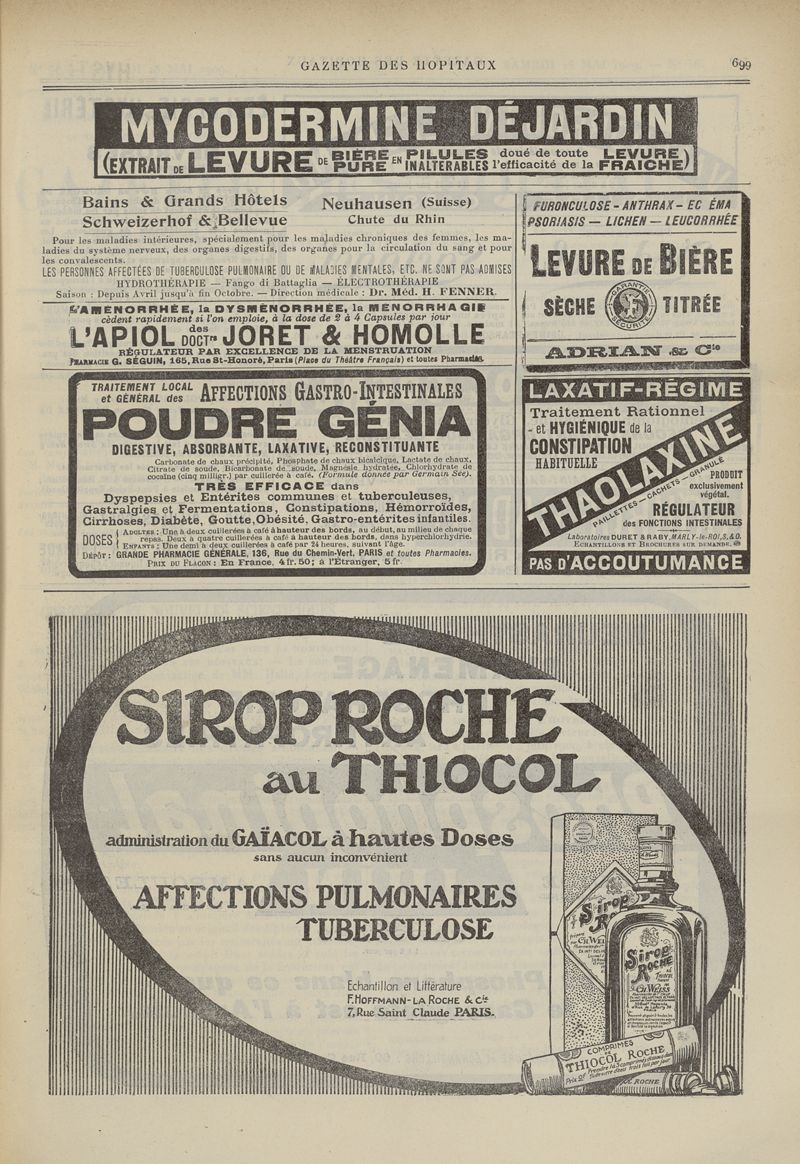 GAZETTE DES HOPITAUX
699
MYCODERMINE DÉJARDIN
(EXTRAIT DE LEVURE DE BIÈRE PURE EN PILULES INALTÉRABLES doué de toute l'efficacité de la LEVURE FRAICHE)
Bains & Grands Hôtels
Schweizerhof & Bellevue
Neuhausen (Suisse)
Chute du Rhin
Pour les maladies intérieures, spécialement pour les maladies chroniques des femmes, les ma-
ladies du système nerveux, des organes digestifs, des organes pour la circulation du sang et pour
les convalescents.
LES PERSONNES AFFECTÉES DE TUBERCULOSE PULMONAIRE OU DE MALADIES MENTALES, ETC. NE SONT PAS ADMISES
HYDROTHÉRAPIE — Fango di Battaglia — ÉLECTROTHÉRAPIE
Saison : Depuis Avril jusqu'à fin Octobre. — Direction médicale : Dr. Méd. H. FENNER.
L'AMÉNORRHÉE, la DYSMÉNORRHÉE, la MÉNORRHAGIE
cèdent rapidement si l'on emploie, à la dose de 2 à 4 Capsules par jour
L'APIOL des DOCTrs JORET & HOMOLLE
RÉGULATEUR PAR EXCELLENCE DE LA MENSTRUATION
PHARMACIE G. SÉGUIN, 165, Rue St-Honoré, Paris (Place du Théâtre Français) et toutes Pharmacies.
TRAITEMENT LOCAL et GÉNÉRAL des AFFECTIONS GASTRO-INTESTINALES
POUDRE GÉNIA
DIGESTIVE, ABSORBANTE, LAXATIVE, RECONSTITUANTE
Carbonate de chaux précipité, Phosphate de chaux bicalcique, Lactate de chaux,
Citrate de soude, Bicarbonate de soude, Magnésie hydratée, Chlorhydrate de
cocaïne (cinq milligr.) par cuillerée à café. (Formule donnée par Germain Sée).
TRÈS EFFICACE dans
Dyspepsies et Entérites communes et tuberculeuses,
Gastralgies et Fermentations, Constipations, Hémorroïdes,
Cirrhoses, Diabète, Goutte, Obésité, Gastro-entérites infantiles.
DOSES { ADULTES : Une à deux cuillerées à café à hauteur des bords, au début, au milieu de chaque
repas. Deux à quatre cuillerées à café à hauteur des bords, dans hyperchlorhydrie.
ENFANTS : Une demi à deux cuillerées à café par 24 heures, suivant l'âge.
DÉPÔT : GRANDE PHARMACIE GÉNÉRALE, 136, Rue du Chemin-Vert, PARIS et toutes Pharmacies.
PRIX DU FLACON : En France, 4 fr. 50; à l'Étranger, 5 fr.
FURONCULOSE - ANTHRAX - EC ÉMA
PSORIASIS — LICHEN — LEUCORRHÉE
LEVURE DE BIÈRE
SÈCHE
GARANTIE
SÉCURITÉ
TITRÉE
ADRIAN & Cie
LAXATIF-RÉGIME
Traitement Rationnel
- et HYGIÉNIQUE de la
CONSTIPATION
HABITUELLE
THAOLAXINE
PAILLETTES — CACHETS — GRANULÉ
PRODUIT
exclusivement
végétal.
RÉGULATEUR
des FONCTIONS INTESTINALES
Laboratoires DURET & RABY, MARLY-le-ROI, S.&O.
ECHANTILLONS ET BROCHURES SUR DEMANDE.
PAS D'ACCOUTUMANCE
SIROP ROCHE
au THIOCOL
administration du GAÏACOL à hautes Doses
sans aucun inconvénient
AFFECTIONS PULMONAIRES
TUBERCULOSE
Echantillon et Littérature
F. HOFFMANN-LA ROCHE & Cie
7, Rue Saint Claude PARIS.
Sirop
Roche
CH WEISS
COMPRIMÉS
THIOCOL ROCHE
ROCHE